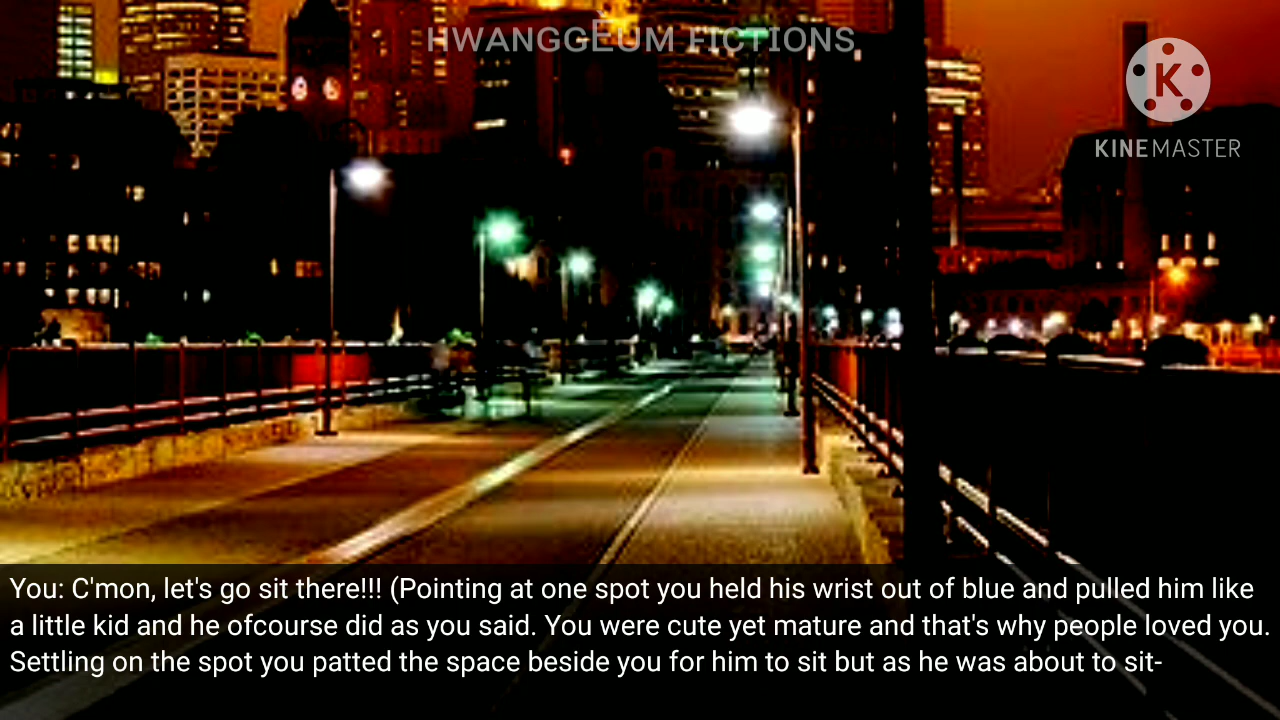 HWANGGEUM FICTIONS
K
KINEMASTER
You: C'mon, let's go sit there!!! (Pointing at one spot you held his wrist out of blue and pulled him like
a little kid and he ofcourse did as you said. You were cute yet mature and that's why people loved you.
Settling on the spot you patted the space beside you for him to sit but as he was about to sit-